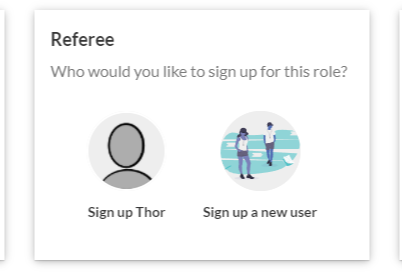 Referee
Who would you like to sign up for this role?
Sign up Thor
Sign up a new user